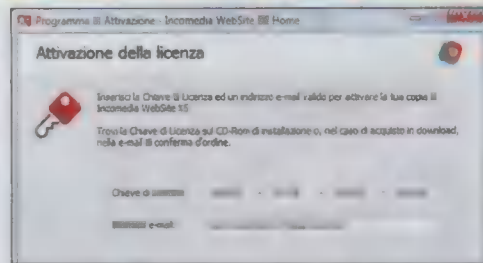 Programma di Attivazione - Incomedia WebSite X5 Home
Attivazione della licenza
Inserisci la Chiave di Licenza ed un indirizzo e-mail valido per attivare la tua copia di
Incomedia WebSite X5.
Trovi la Chiave di Licenza sul CD-Rom di installazione o, nel caso di acquisto in download,
nella e-mail di conferma d'ordine.
Chiave di Licenza
Indirizzo e-mail